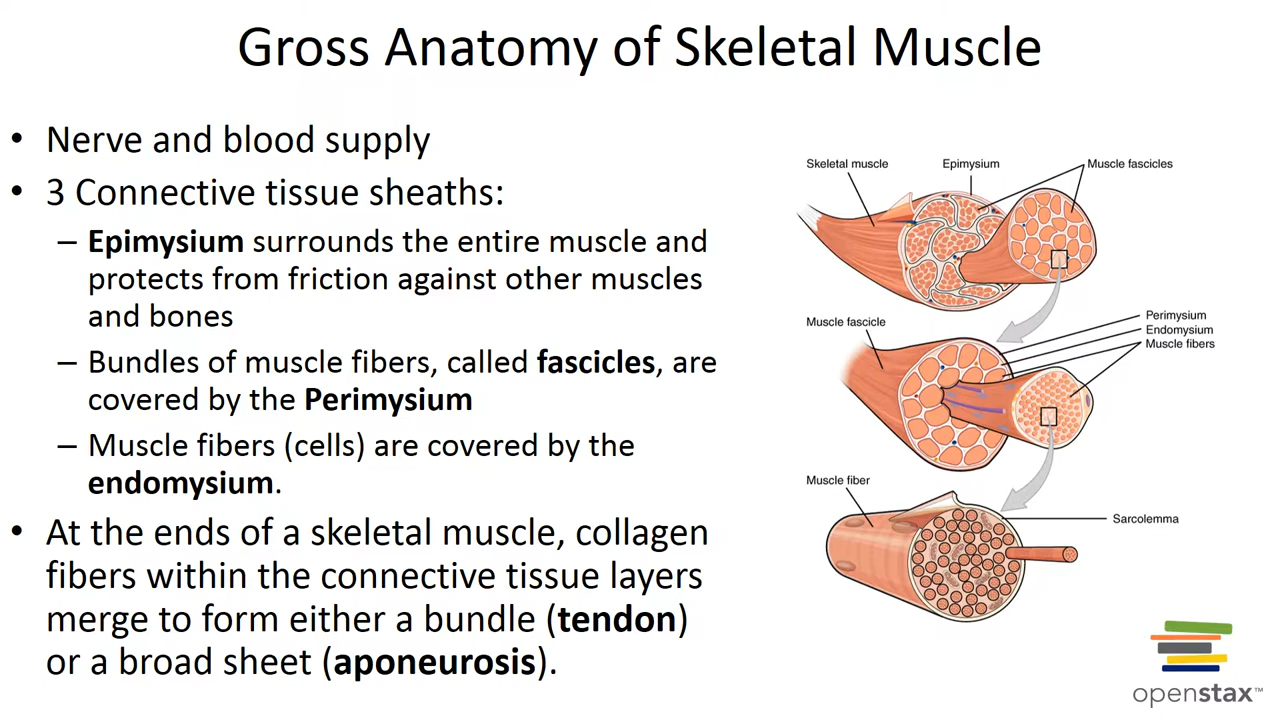 Gross Anatomy of Skeletal Muscle
• Nerve and blood supply
• 3 Connective tissue sheaths:
– Epimysium surrounds the entire muscle and
protects from friction against other muscles
and bones
– Bundles of muscle fibers, called fascicles, are
covered by the Perimysium
– Muscle fibers (cells) are covered by the
endomysium.
• At the ends of a skeletal muscle, collagen
fibers within the connective tissue layers
merge to form either a bundle (tendon)
or a broad sheet (aponeurosis).
Skeletal muscle
Epimysium
Muscle fascicles
Muscle fascicle
Perimysium
Endomysium
Muscle fibers
Muscle fiber
Sarcolemma
openstax™